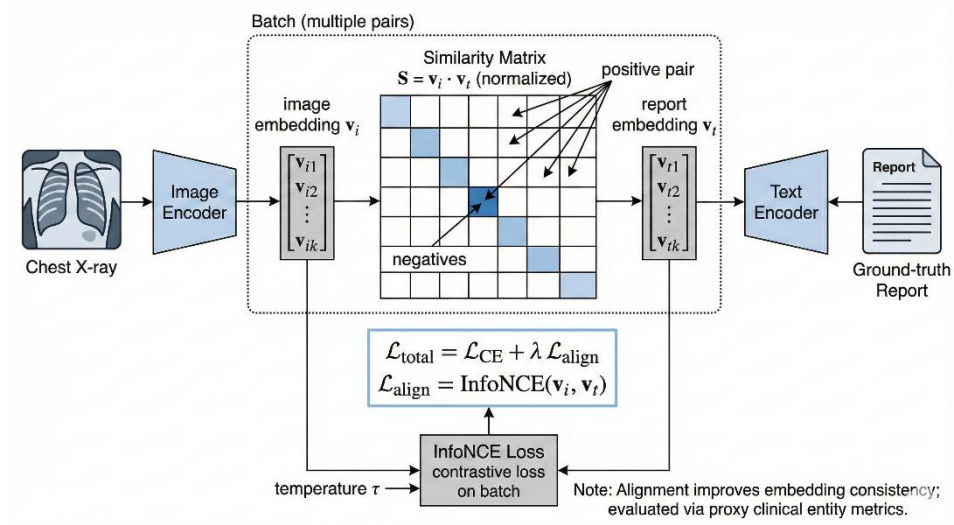 Batch (multiple pairs)
Similarity Matrix
S = v_i · v_t (normalized)
positive pair
image
embedding v_i
report
embedding v_t
Chest X-ray
Image
Encoder
v_i1
v_i2
⋮
v_ik
negatives
v_t1
v_t2
⋮
v_tk
Text
Encoder
Report
Ground-truth
Report
ℒ_total = ℒ_CE + λ ℒ_align
ℒ_align = InfoNCE(v_i, v_t)
InfoNCE Loss
contrastive loss
on batch
temperature τ
Note: Alignment improves embedding consistency;
evaluated via proxy clinical entity metrics.